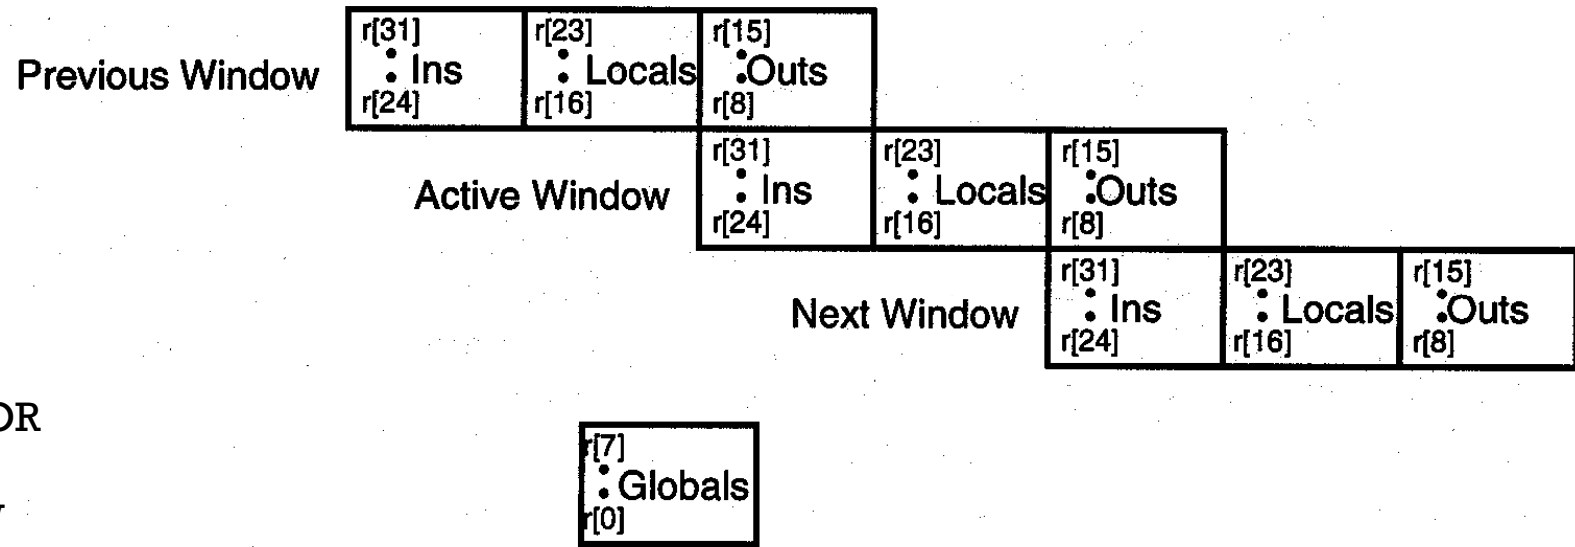 r[31] r[23] r[15]
Previous Window Ins Locals Outs
r[24] r[16] r[8]
r[31] r[23] r[15]
Active Window Ins Locals Outs
r[24] r[16] r[8]
r[31] r[23] r[15]
Next Window Ins Locals Outs
r[24] r[16] r[8]
OR
r[7]
Globals
r[0]